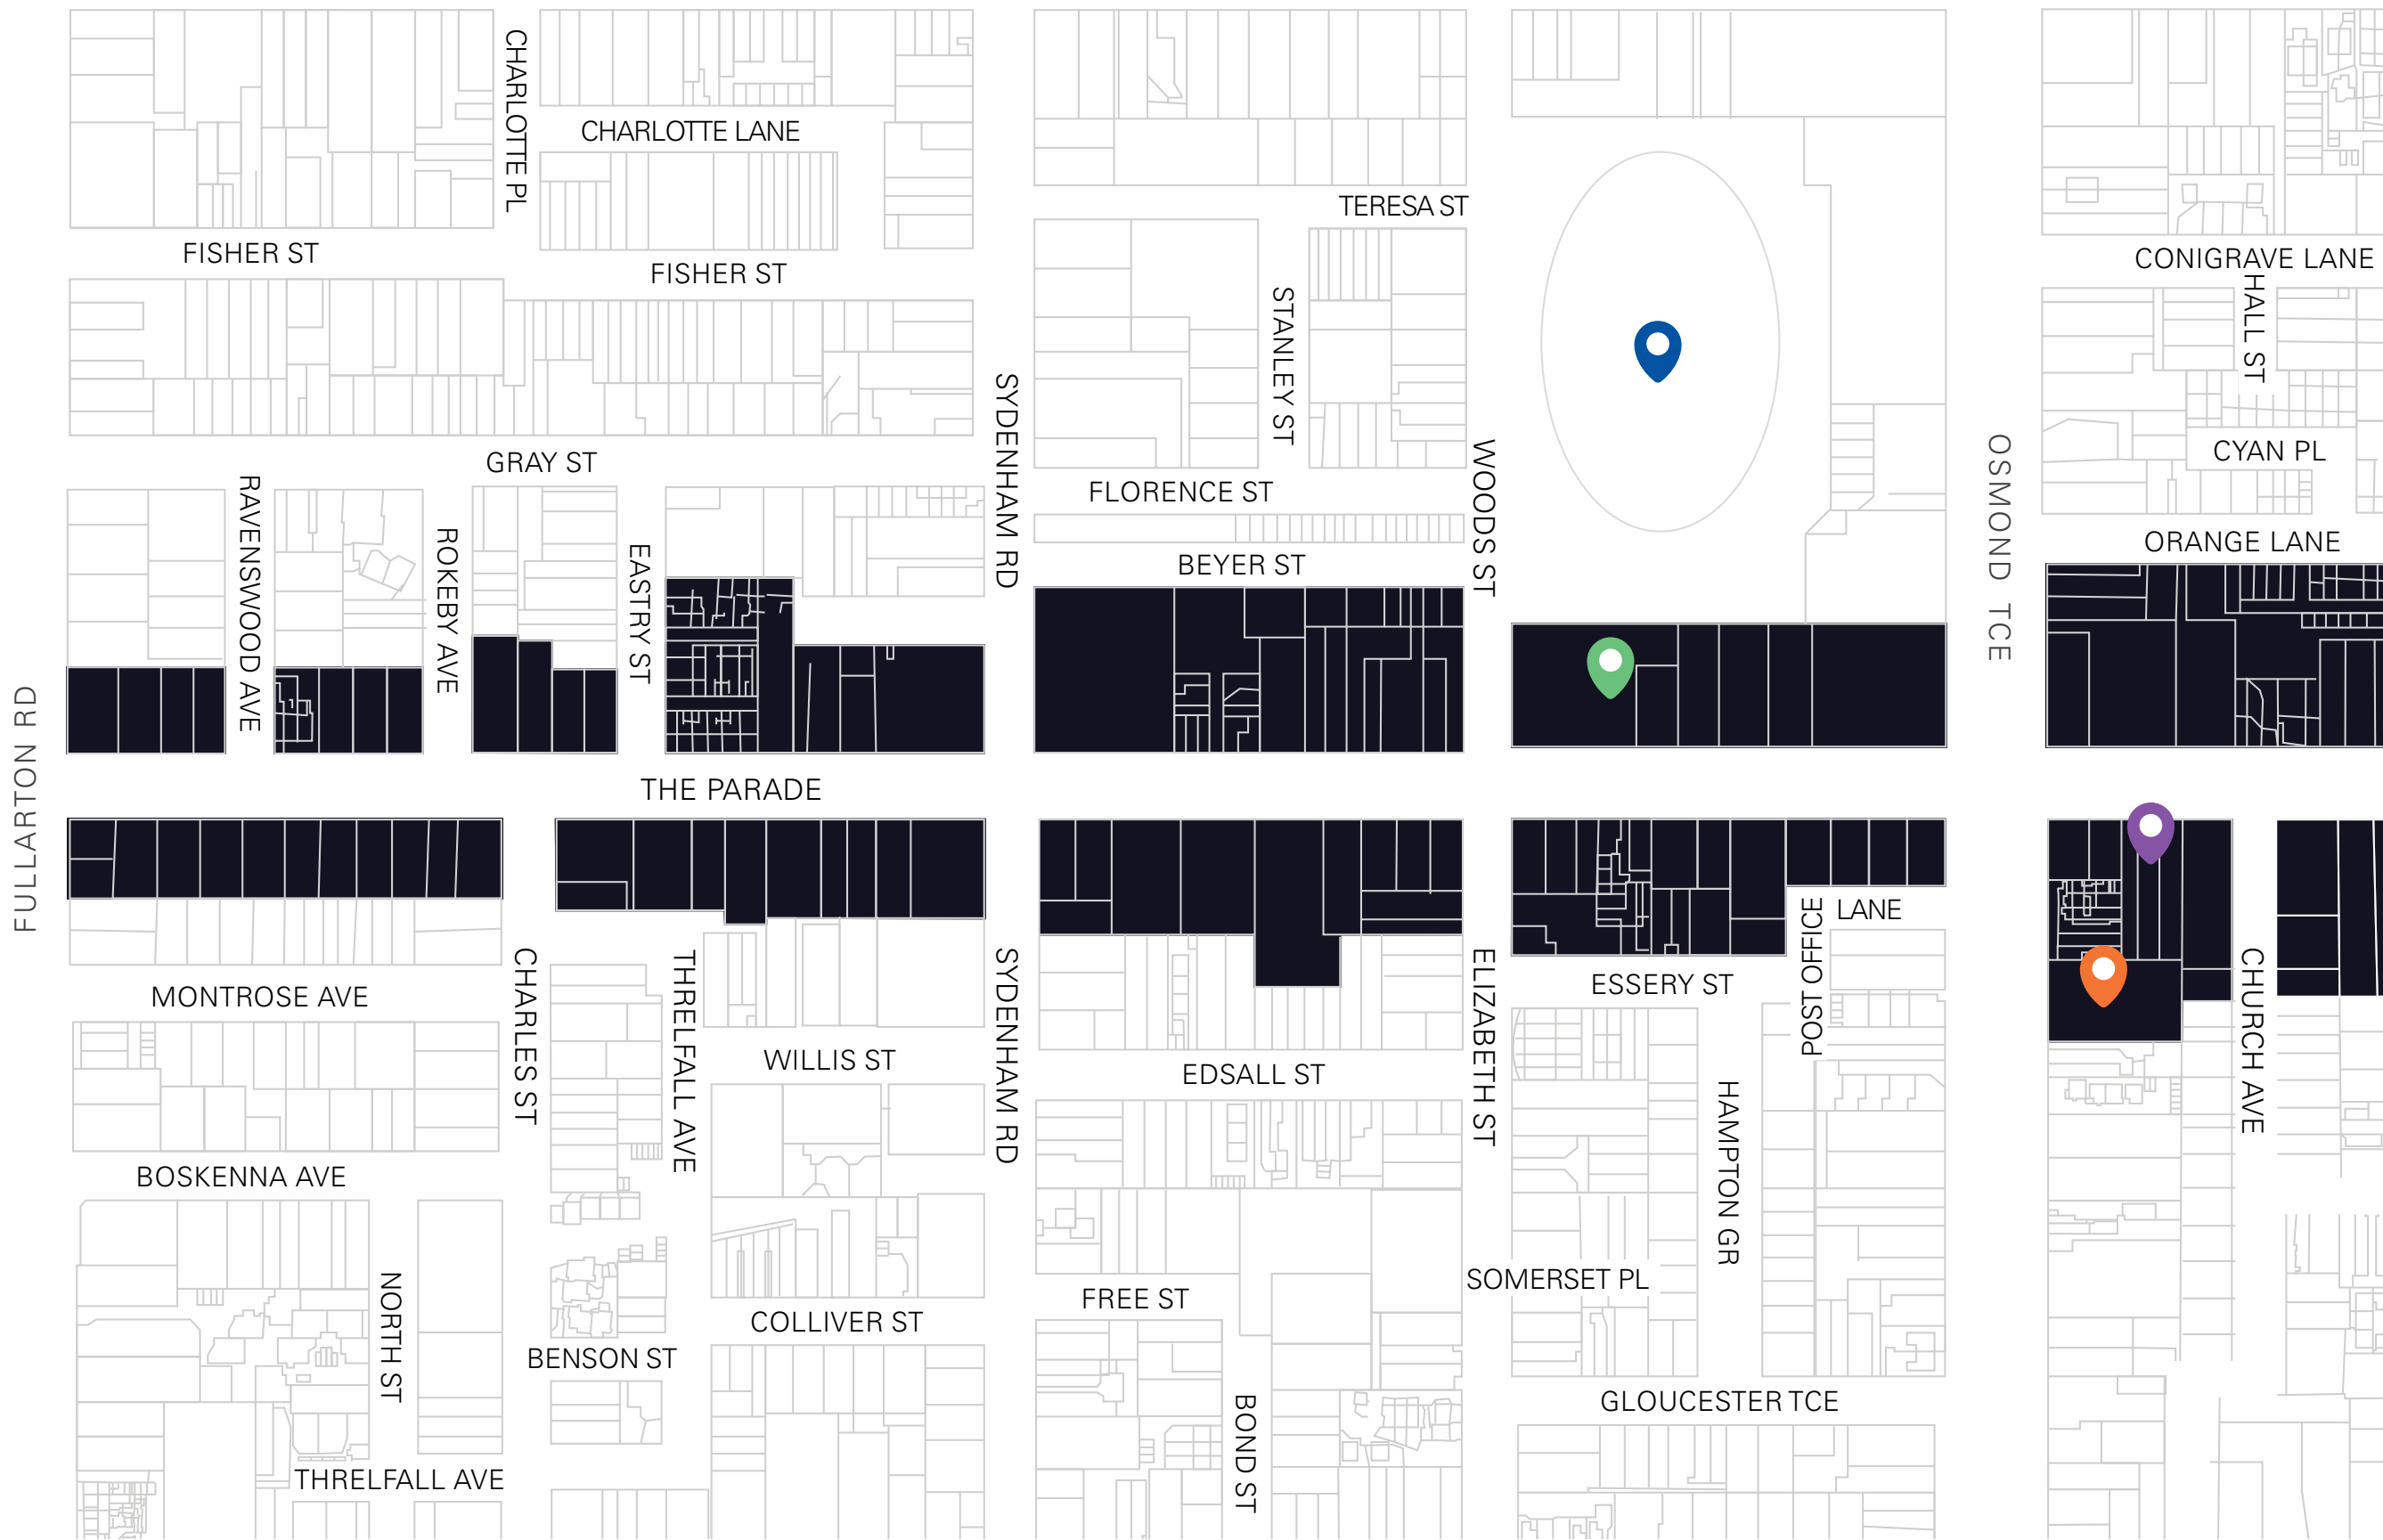 CHARLOTTE PL
CHARLOTTE LANE
TERESA ST
FISHER ST
FISHER ST
CONIGRAVE LANE
HALL ST
STANLEY ST
SYDENHAM RD
WOODS ST
OSMOND TCE
CYAN PL
GRAY ST
FLORENCE ST
RAVENSWOOD AVE
ROKEBY AVE
EASTRY ST
BEYER ST
ORANGE LANE
FULLARTON RD
THE PARADE
POST OFFICE
LANE
MONTROSE AVE
CHARLES ST
THRELFALL AVE
SYDENHAM RD
ELIZABETH ST
ESSERY ST
CHURCH AVE
WILLIS ST
EDSALL ST
HAMPTON GR
BOSKENNA AVE
NORTH ST
SOMERSET PL
FREE ST
COLLIVER ST
BENSON ST
BOND ST
GLOUCESTER TCE
THRELFALL AVE